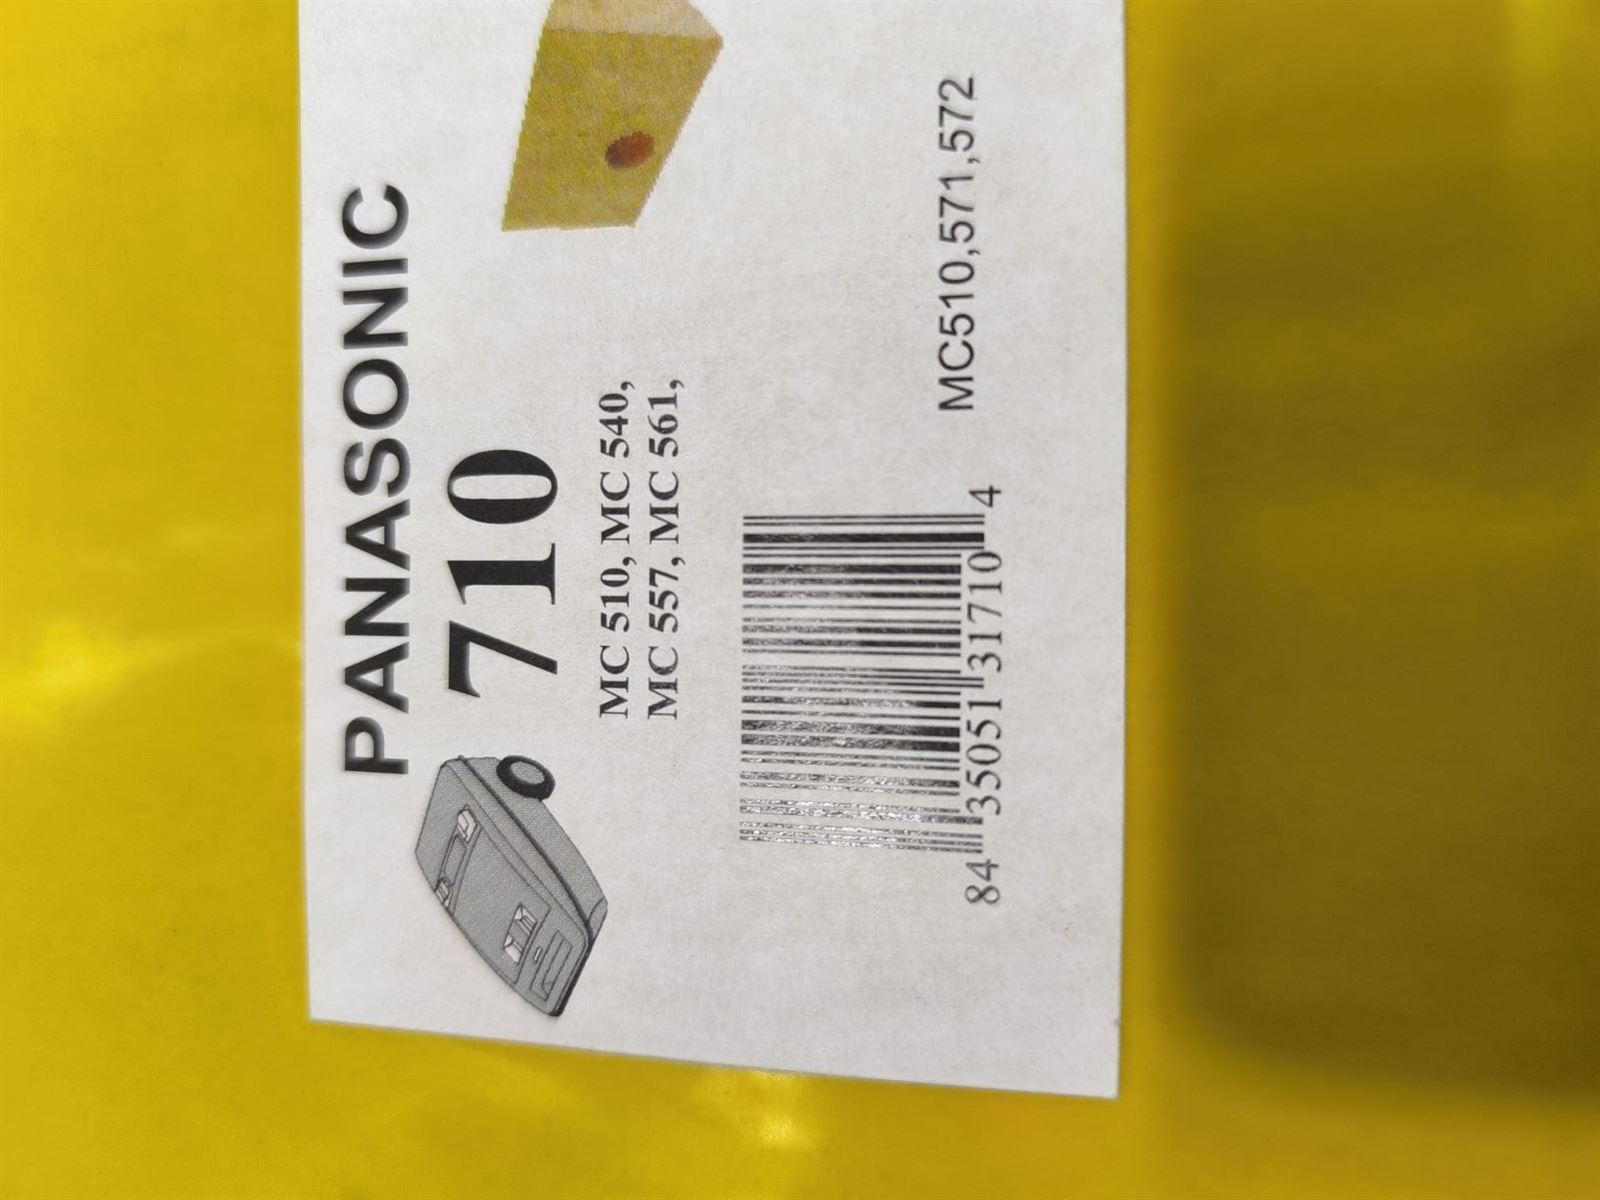 PANASONIC
710
MC 510, MC 540,
MC 557, MC 561,
84 35051 31710 4
MC510,571,572